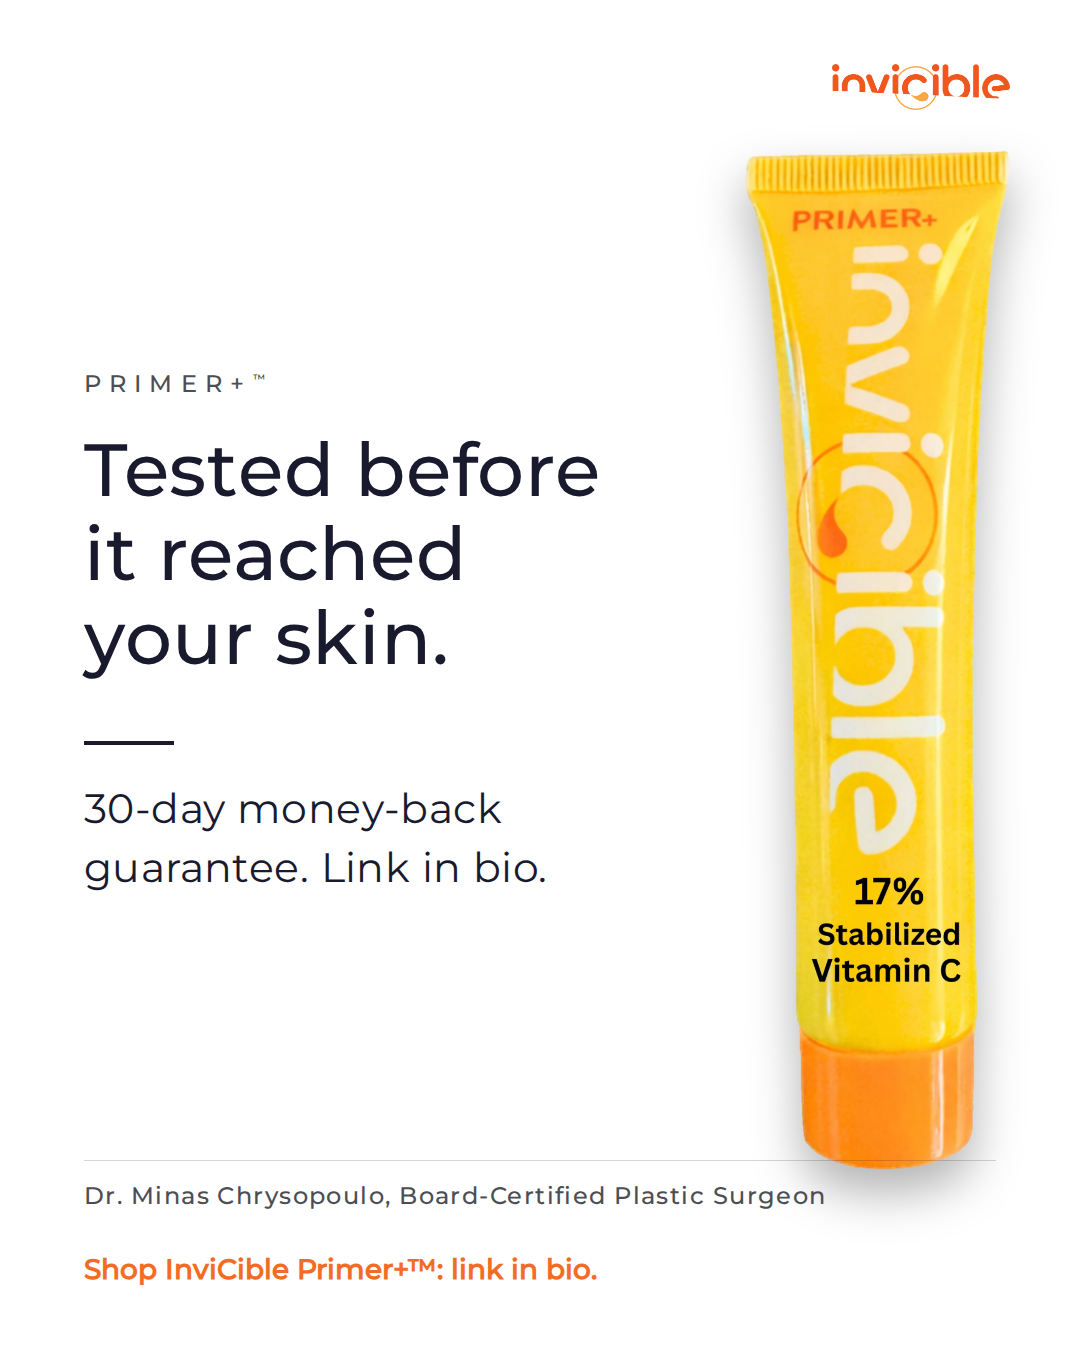 invicible
PRIMER+
invicible
17%
Stabilized
Vitamin C
PRIMER+™
Tested before
it reached
your skin.
30-day money-back
guarantee. Link in bio.
Dr. Minas Chrysopoulo, Board-Certified Plastic Surgeon
Shop InviCible Primer+™: link in bio.